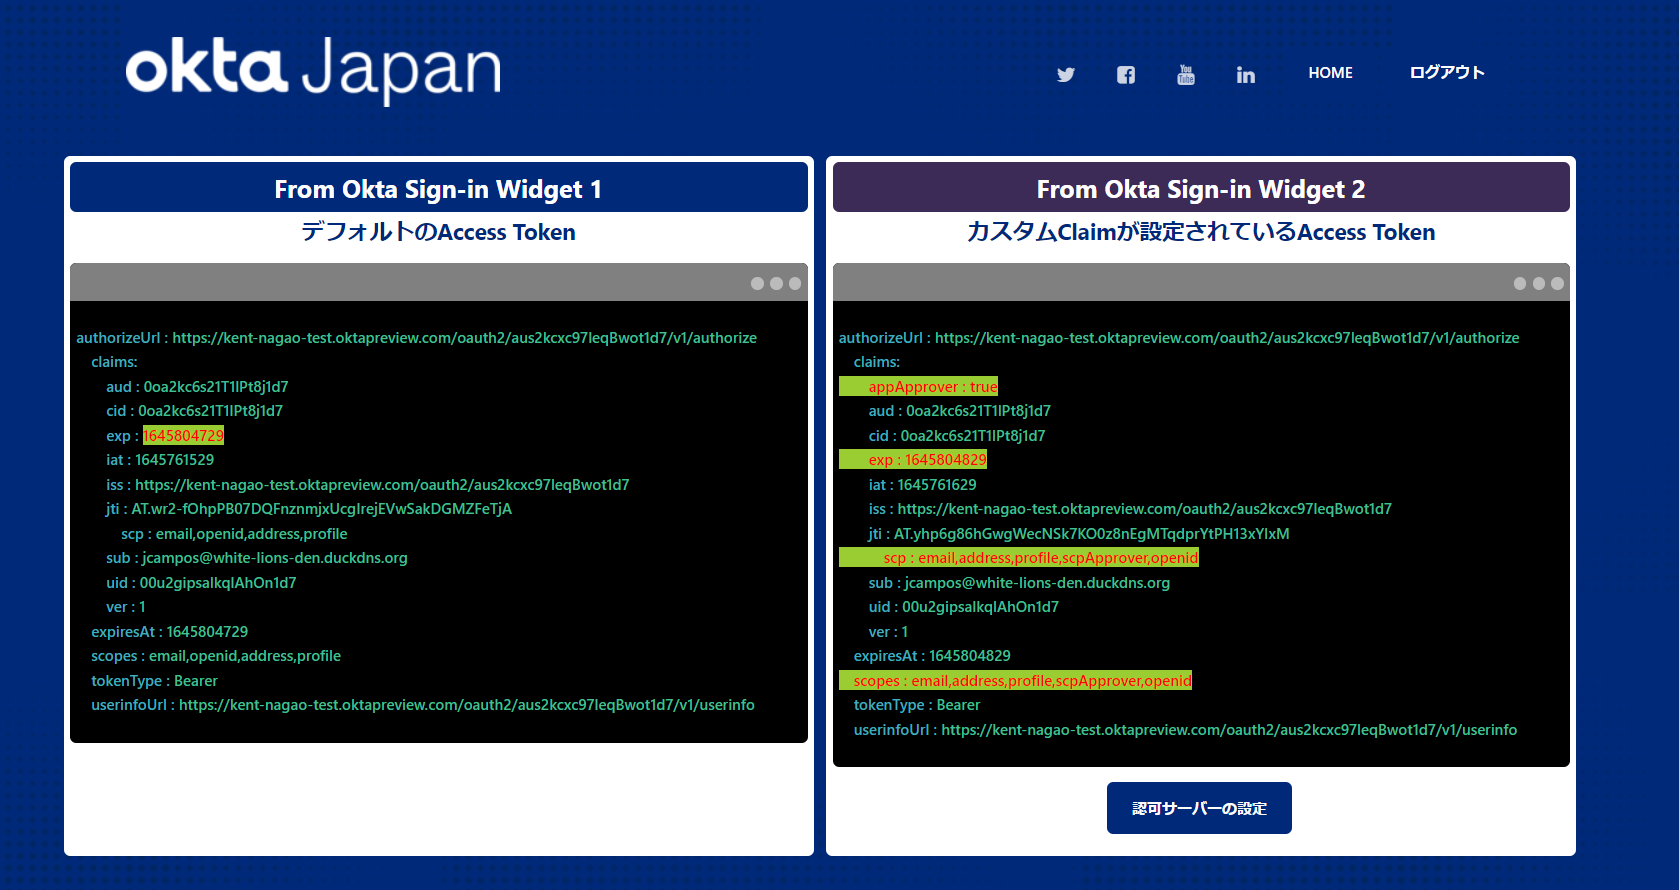 okta Japan
HOME
ログアウト
From Okta Sign-in Widget 1
デフォルトのAccess Token
authorizeUrl : https://kent-nagao-test.oktapreview.com/oauth2/aus2kcxc97leqBwot1d7/v1/authorize
claims:
aud : 0oa2kc6s21T1lPt8j1d7
cid : 0oa2kc6s21T1lPt8j1d7
exp : 1645804729
iat : 1645761529
iss : https://kent-nagao-test.oktapreview.com/oauth2/aus2kcxc97leqBwot1d7
jti : AT.wr2-fOhpPB07DQFnznmjxUcgIrejEVwSakDGMZFeTjA
scp : email,openid,address,profile
sub : jcampos@white-lions-den.duckdns.org
uid : 00u2gipsalkqIAhOn1d7
ver : 1
expiresAt : 1645804729
scopes : email,openid,address,profile
tokenType : Bearer
userinfoUrl : https://kent-nagao-test.oktapreview.com/oauth2/aus2kcxc97leqBwot1d7/v1/userinfo
From Okta Sign-in Widget 2
カスタムClaimが設定されているAccess Token
authorizeUrl : https://kent-nagao-test.oktapreview.com/oauth2/aus2kcxc97leqBwot1d7/v1/authorize
claims:
appApprover : true
aud : 0oa2kc6s21T1lPt8j1d7
cid : 0oa2kc6s21T1lPt8j1d7
exp : 1645804829
iat : 1645761629
iss : https://kent-nagao-test.oktapreview.com/oauth2/aus2kcxc97leqBwot1d7
jti : AT.yhp6g86hGwgWecNSk7KO0z8nEgMTqdprYtPH13xYlxM
scp : email,address,profile,scpApprover,openid
sub : jcampos@white-lions-den.duckdns.org
uid : 00u2gipsalkqIAhOn1d7
ver : 1
expiresAt : 1645804829
scopes : email,address,profile,scpApprover,openid
tokenType : Bearer
userinfoUrl : https://kent-nagao-test.oktapreview.com/oauth2/aus2kcxc97leqBwot1d7/v1/userinfo
認可サーバーの設定